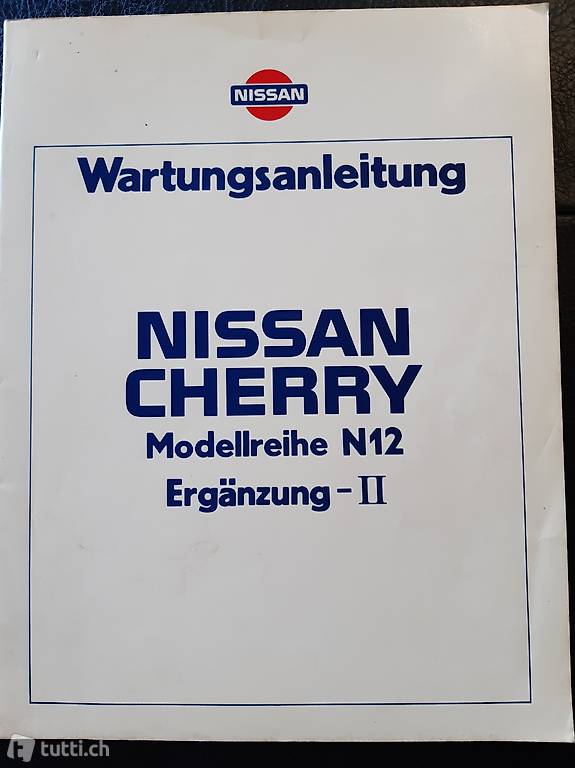 NISSAN
Wartungsanleitung
NISSAN
CHERRY
Modellreihe N12
Ergänzung - II
tutti.ch